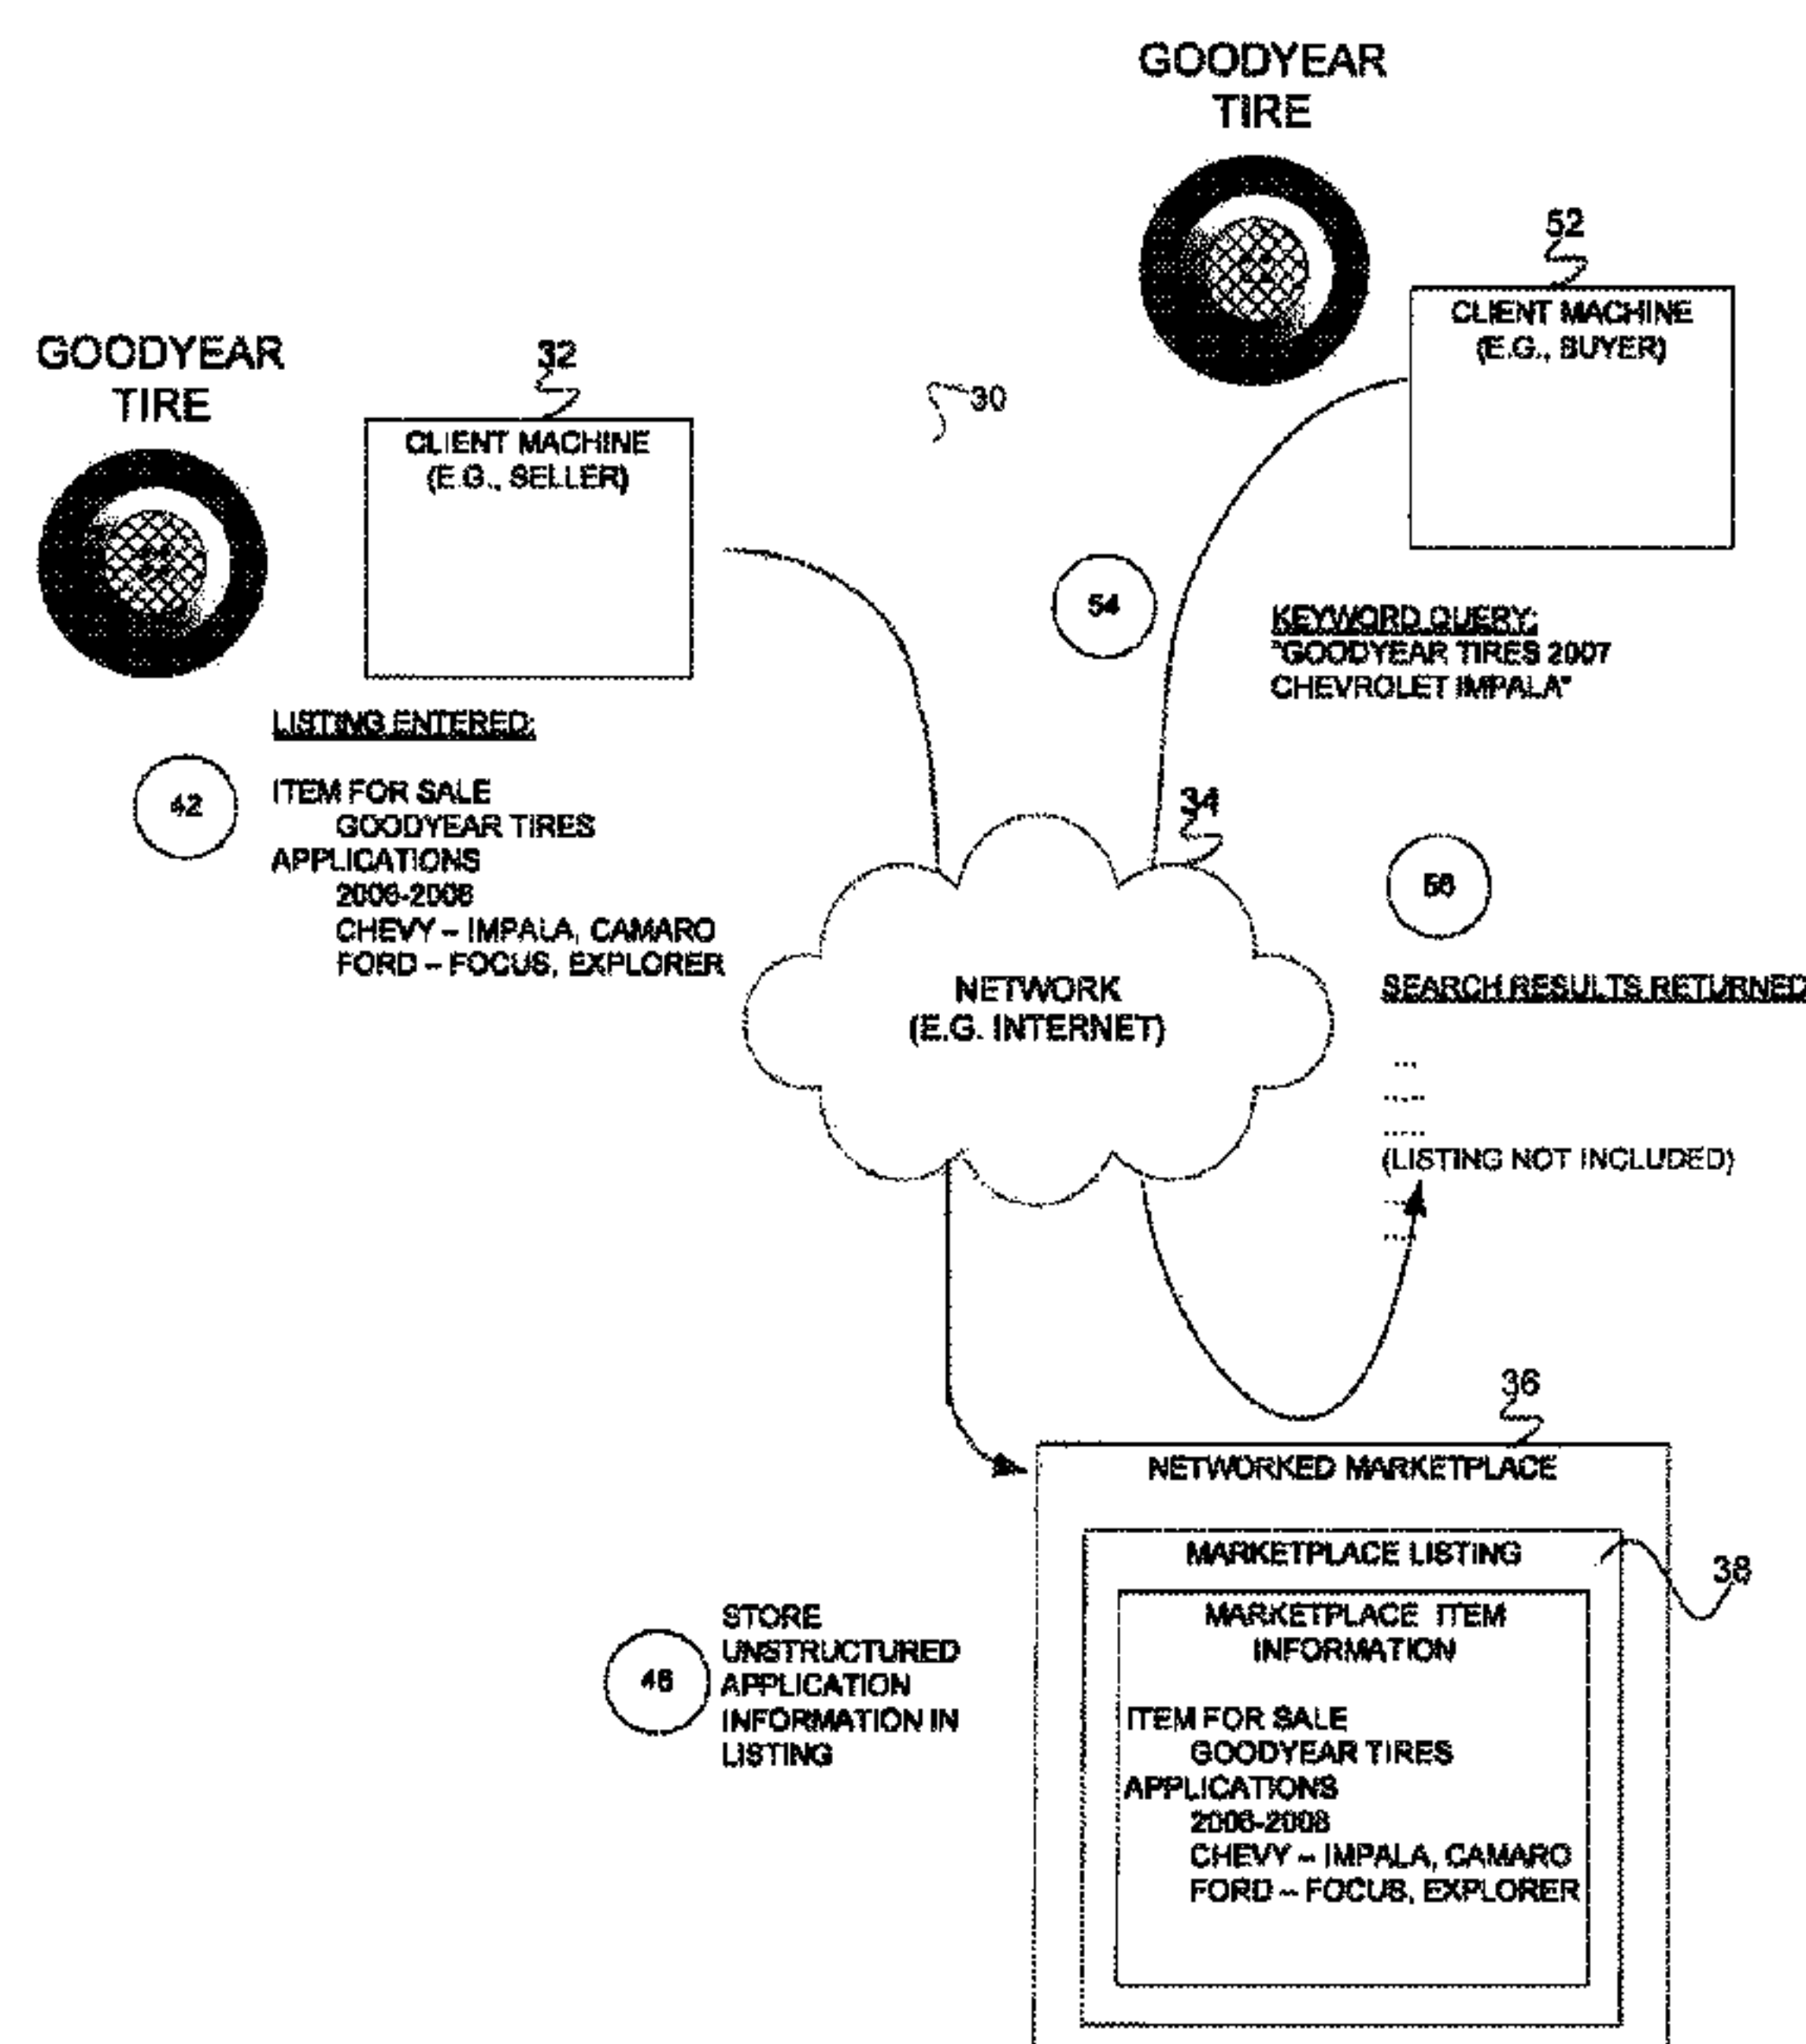 GOODYEAR
TIRE
52
CLIENT MACHINE
(E.G., BUYER)
GOODYEAR
TIRE
32
CLIENT MACHINE
(E.G., SELLER)
30
54
KEYWORD QUERY:
"GOODYEAR TIRES 2007
CHEVROLET IMPALA"
LISTING ENTERED:
42
ITEM FOR SALE
GOODYEAR TIRES
APPLICATIONS
2006-2008
CHEVY – IMPALA, CAMARO
FORD – FOCUS, EXPLORER
34
NETWORK
(E.G. INTERNET)
56
SEARCH RESULTS RETURNED
...
.....
.....
(LISTING NOT INCLUDED)
.....
.....
36
NETWORKED MARKETPLACE
MARKETPLACE LISTING
38
MARKETPLACE ITEM
INFORMATION
ITEM FOR SALE
GOODYEAR TIRES
APPLICATIONS
2006-2008
CHEVY – IMPALA, CAMARO
FORD – FOCUS, EXPLORER
46
STORE
UNSTRUCTURED
APPLICATION
INFORMATION IN
LISTING